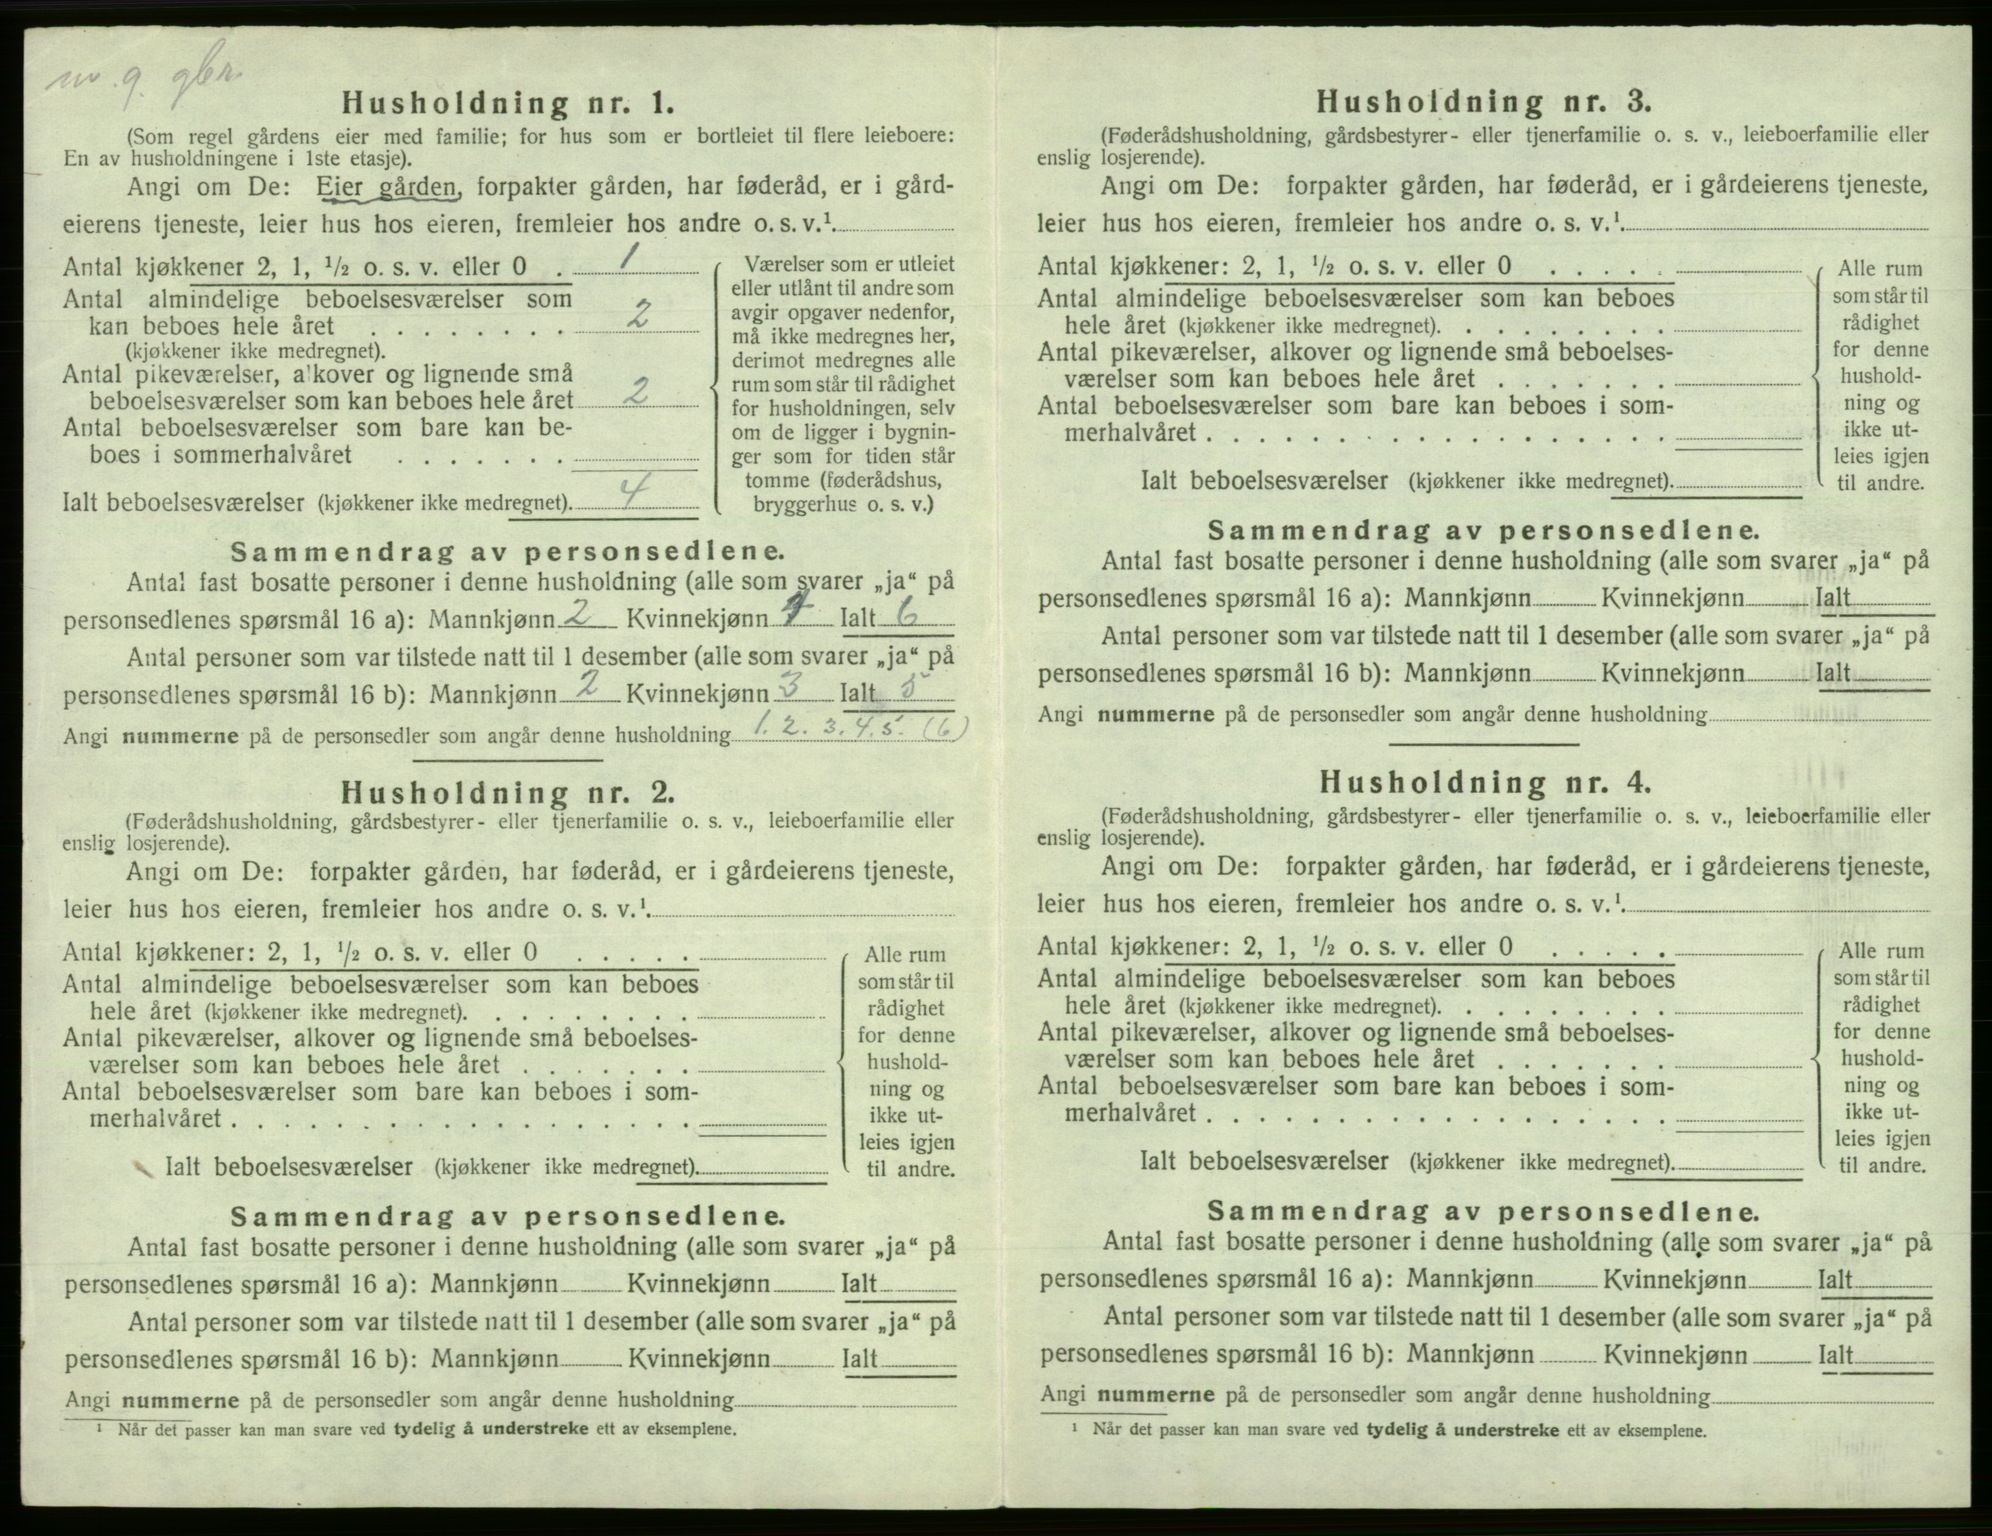 Husholdning nr. 1.
(Som regel gårdens eier med familie; for hus som er bortleiet til flere leieboere:
En av husholdningene i 1ste etasje).
Angi om De: Eier gården, forpakter gården, har føderåd, er i gård-
eierens tjeneste, leier hus hos eieren, fremleier hos andre o. s. v.¹.
Antal kjøkkener 2, 1, ½ o. s. v. eller 0 . 1
Antal almindelige beboelsesværelser som
kan beboes hele året . . . . . . . . 2
(kjøkkener ikke medregnet).
Antal pikeværelser, alkover og lignende små
beboelsesværelser som kan beboes hele året 2
Antal beboelsesværelser som bare kan be-
boes i sommerhalvåret . . . . . . .
Ialt beboelsesværelser (kjøkkener ikke medregnet). 4
Værelser som er utleiet
eller utlånt til andre som
avgir opgaver nedenfor,
må ikke medregnes her,
derimot medregnes alle
rum som står til rådighet
for husholdningen, selv
om de ligger i bygnin-
ger som for tiden står
tomme (føderådshus,
bryggerhus o. s. v.)
Sammendrag av personsedlene.
Antal fast bosatte personer i denne husholdning (alle som svarer „ja“ på
personsedlenes spørsmål 16 a): Mannkjønn 2 Kvinnekjønn 4 Ialt 6
Antal personer som var tilstede natt til 1 desember (alle som svarer „ja“ på
personsedlenes spørsmål 16 b): Mannkjønn 2 Kvinnekjønn 3 Ialt 5
Angi nummerne på de personsedler som angår denne husholdning 1. 2. 3. 4. 5. (6)
Husholdning nr. 2.
(Føderådshusholdning, gårdsbestyrer- eller tjenerfamilie o. s. v., leieboerfamilie eller
enslig losjerende).
Angi om De: forpakter gården, har føderåd, er i gårdeierens tjeneste,
leier hus hos eieren, fremleier hos andre o. s. v.¹.
Antal kjøkkener: 2, 1, ½ o. s. v. eller 0 . . . . .
Antal almindelige beboelsesværelser som kan beboes
hele året (kjøkkener ikke medregnet). . . . . . . . .
Antal pikeværelser, alkover og lignende små beboelses-
værelser som kan beboes hele året . . . . . . .
Antal beboelsesværelser som bare kan beboes i som-
merhalvåret . . . . . . . . . . . . . . . . . .
Ialt beboelsesværelser (kjøkkener ikke medregnet).
Alle rum
som står til
rådighet
for denne
hushold-
ning og
ikke ut-
leies igjen
til andre.
Sammendrag av personsedlene.
Antal fast bosatte personer i denne husholdning (alle som svarer „ja“ på
personsedlenes spørsmål 16 a): Mannkjønn Kvinnekjønn Ialt
Antal personer som var tilstede natt til 1 desember (alle som svarer „ja“ på
personsedlenes spørsmål 16 b): Mannkjønn Kvinnekjønn Ialt
Angi nummerne på de personsedler som angår denne husholdning
¹ Når det passer kan man svare ved tydelig å understreke ett av eksemplene.
Husholdning nr. 3.
(Føderådshusholdning, gårdsbestyrer- eller tjenerfamilie o. s. v., leieboerfamilie eller
enslig losjerende).
Angi om De: forpakter gården, har føderåd, er i gårdeierens tjeneste,
leier hus hos eieren, fremleier hos andre o. s. v.¹.
Antal kjøkkener: 2, 1, ½ o. s. v. eller 0 . . . . .
Antal almindelige beboelsesværelser som kan beboes
hele året (kjøkkener ikke medregnet). . . . . . . . .
Antal pikeværelser, alkover og lignende små beboelses-
værelser som kan beboes hele året . . . . . . .
Antal beboelsesværelser som bare kan beboes i som-
merhalvåret . . . . . . . . . . . . . . . . . .
Ialt beboelsesværelser (kjøkkener ikke medregnet).
Alle rum
som står til
rådighet
for denne
hushold-
ning og
ikke ut-
leies igjen
til andre.
Sammendrag av personsedlene.
Antal fast bosatte personer i denne husholdning (alle som svarer „ja“ på
personsedlenes spørsmål 16 a): Mannkjønn Kvinnekjønn Ialt
Antal personer som var tilstede natt til 1 desember (alle som svarer „ja“ på
personsedlenes spørsmål 16 b): Mannkjønn Kvinnekjønn Ialt
Angi nummerne på de personsedler som angår denne husholdning
Husholdning nr. 4.
(Føderådshusholdning, gårdsbestyrer- eller tjenerfamilie o. s. v., leieboerfamilie eller
enslig losjerende).
Angi om De: forpakter gården, har føderåd, er i gårdeierens tjeneste,
leier hus hos eieren, fremleier hos andre o. s. v.¹.
Antal kjøkkener: 2, 1, ½ o. s. v. eller 0 . . . . .
Antal almindelige beboelsesværelser som kan beboes
hele året (kjøkkener ikke medregnet). . . . . . . . .
Antal pikeværelser, alkover og lignende små beboelses-
værelser som kan beboes hele året . . . . . . .
Antal beboelsesværelser som bare kan beboes i som-
merhalvåret . . . . . . . . . . . . . . . . . .
Ialt beboelsesværelser (kjøkkener ikke medregnet).
Alle rum
som står til
rådighet
for denne
hushold-
ning og
ikke ut-
leies igjen
til andre.
Sammendrag av personsedlene.
Antal fast bosatte personer i denne husholdning (alle som svarer „ja“ på
personsedlenes spørsmål 16 a): Mannkjønn Kvinnekjønn Ialt
Antal personer som var tilstede natt til 1 desember (alle som svarer „ja“ på
personsedlenes spørsmål 16 b): Mannkjønn Kvinnekjønn Ialt
Angi nummerne på de personsedler som angår denne husholdning
¹ Når det passer kan man svare ved tydelig å understreke ett av eksemplene.